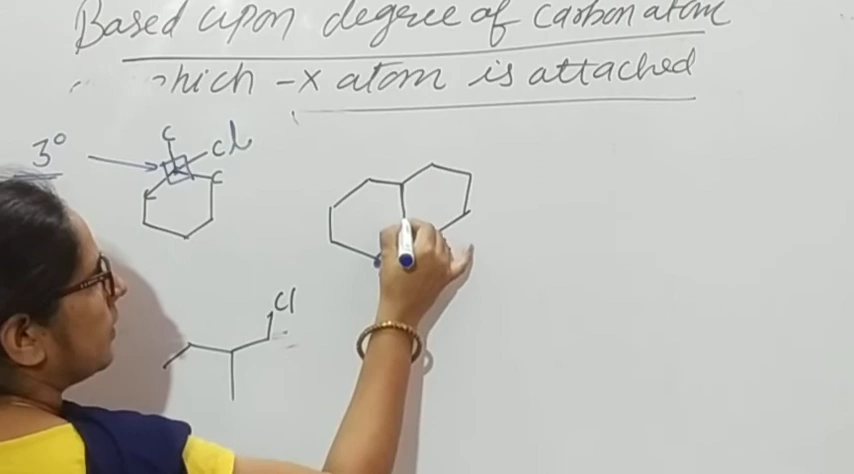 Based upon degree of carbon atom
which -x atom is attached
3° C Cl
C C
Cl